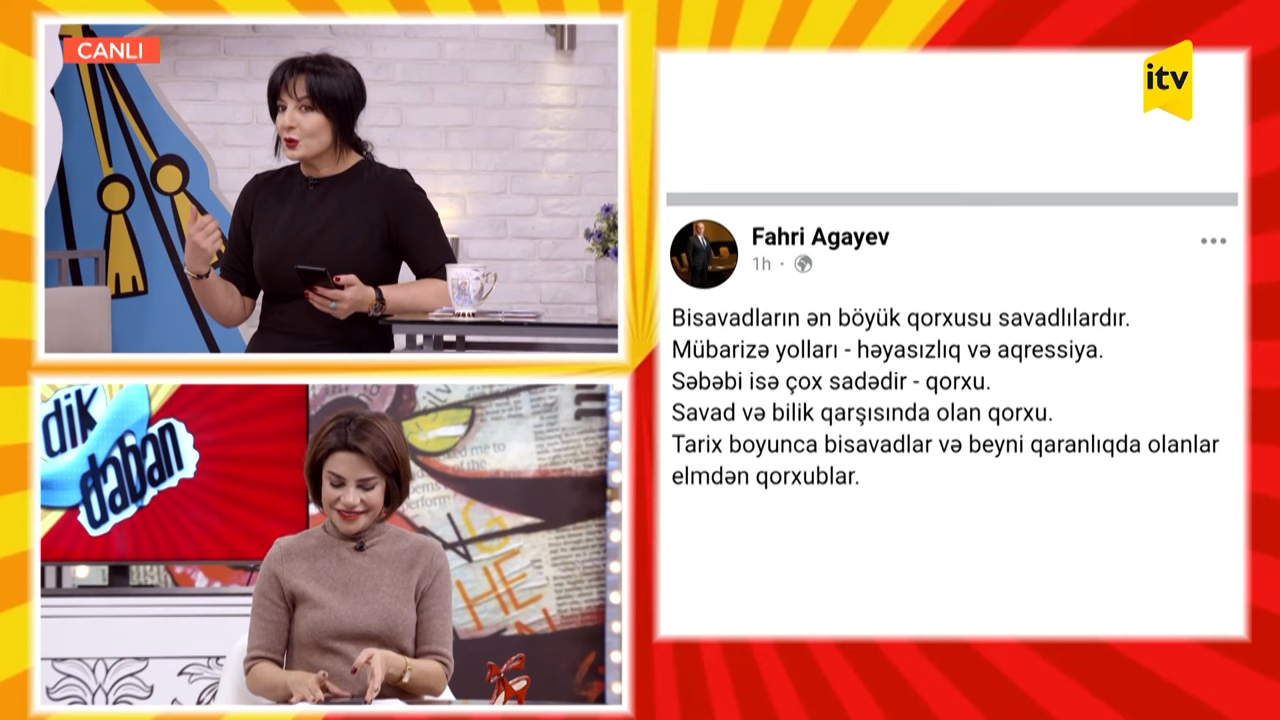 CANLI
itv
Fahri Agayev
1h ·
Bisavadların ən böyük qorxusu savadlılardır.
Mübarizə yolları - həyasızlıq və aqressiya.
Səbəbi isə çox sadədir - qorxu.
Savad və bilik qarşısında olan qorxu.
Tarix boyunca bisavadlar və beyni qaranlıqda olanlar
elmdən qorxublar.
dik
daban
HE